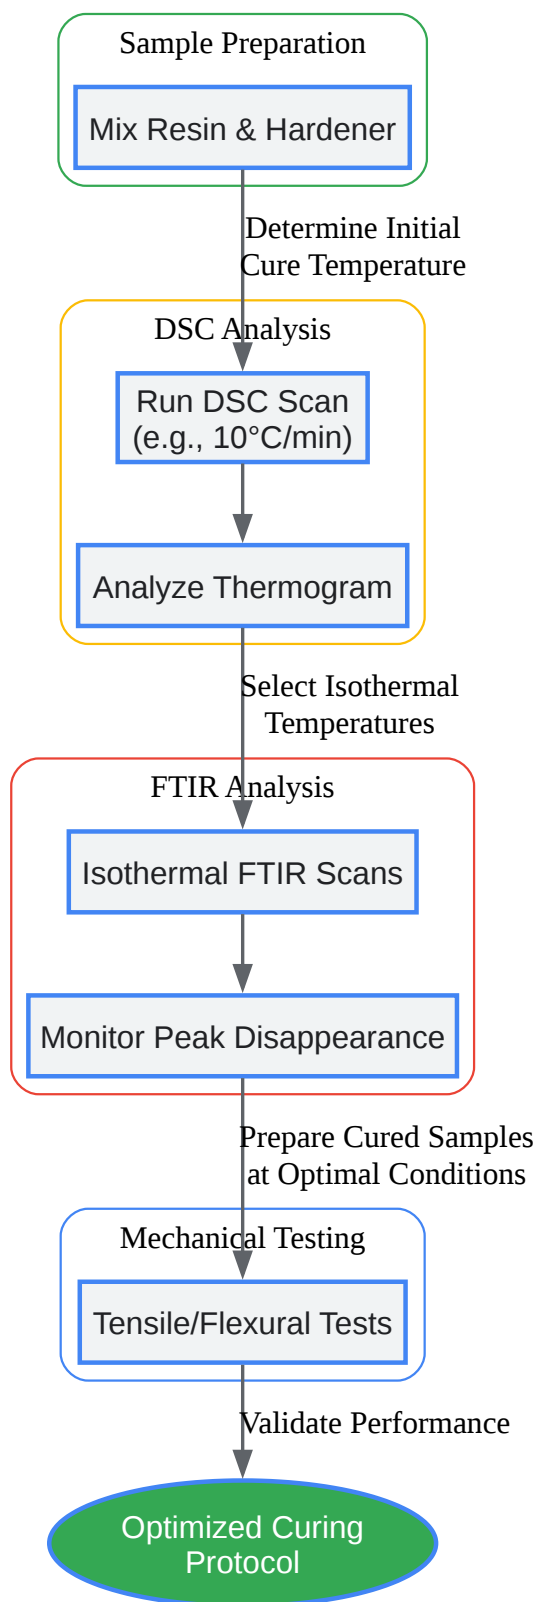 Sample Preparation
Mix Resin & Hardener
Determine Initial
Cure Temperature
DSC Analysis
Run DSC Scan
(e.g., 10°C/min)
Analyze Thermogram
Select Isothermal
Temperatures
FTIR Analysis
Isothermal FTIR Scans
Monitor Peak Disappearance
Prepare Cured Samples
at Optimal Conditions
Mechanical Testing
Tensile/Flexural Tests
Validate Performance
Optimized Curing
Protocol